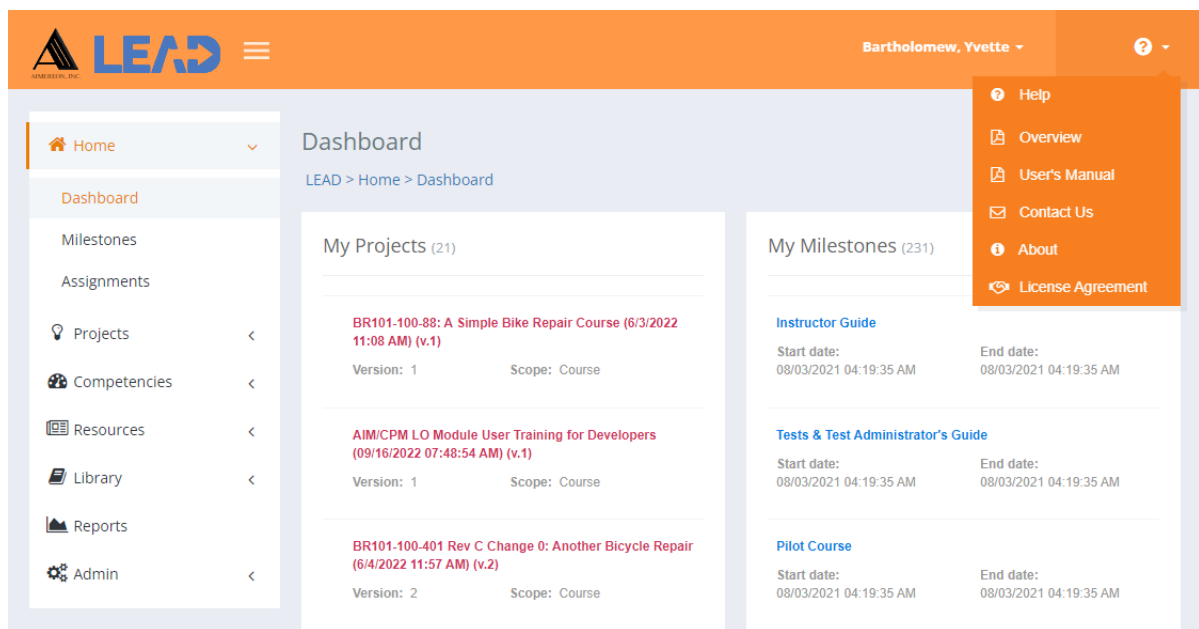 AIMEREON, INC.
LEAD
Bartholomew, Yvette
Help
Overview
User's Manual
Contact Us
About
License Agreement
Home
Dashboard
Milestones
Assignments
Projects
Competencies
Resources
Library
Reports
Admin
Dashboard
LEAD > Home > Dashboard
My Projects (21)
BR101-100-88: A Simple Bike Repair Course (6/3/2022
11:08 AM) (v.1)
Version: 1 Scope: Course
AIM/CPM LO Module User Training for Developers
(09/16/2022 07:48:54 AM) (v.1)
Version: 1 Scope: Course
BR101-100-401 Rev C Change 0: Another Bicycle Repair
(6/4/2022 11:57 AM) (v.2)
Version: 2 Scope: Course
My Milestones (231)
Instructor Guide
Start date: End date:
08/03/2021 04:19:35 AM 08/03/2021 04:19:35 AM
Tests & Test Administrator's Guide
Start date: End date:
08/03/2021 04:19:35 AM 08/03/2021 04:19:35 AM
Pilot Course
Start date: End date:
08/03/2021 04:19:35 AM 08/03/2021 04:19:35 AM